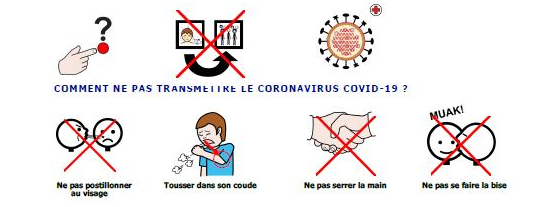 ?
COMMENT NE PAS TRANSMETTRE LE CORONAVIRUS COVID-19 ?
MUAK!
Ne pas postillonner
au visage
Tousser dans son coude
Ne pas serrer la main
Ne pas se faire la bise